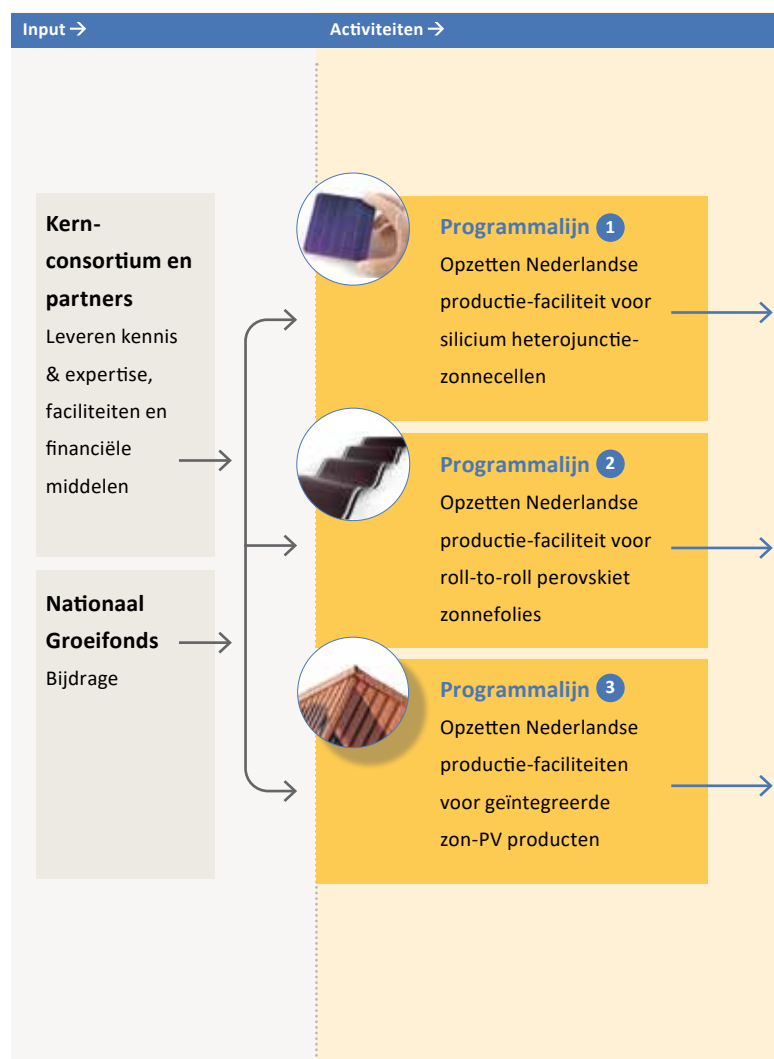 Input →
Activiteiten →
Kern-
consortium en
partners
Leveren kennis
& expertise,
faciliteiten en
financiële
middelen
Nationaal
Groeifonds
Bijdrage
Programmalijn 1
Opzetten Nederlandse
productie-faciliteit voor
silicium heterojunctie-
zonnecellen
Programmalijn 2
Opzetten Nederlandse
productie-faciliteit voor
roll-to-roll perovskiet
zonnefolies
Programmalijn 3
Opzetten Nederlandse
productie-faciliteiten
voor geïntegreerde
zon-PV producten